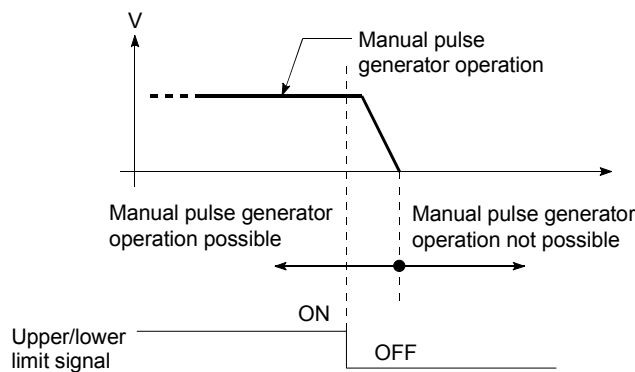 V
Manual pulse
generator operation
Manual pulse generator
operation possible
Manual pulse generator
operation not possible
ON
Upper/lower
limit signal
OFF